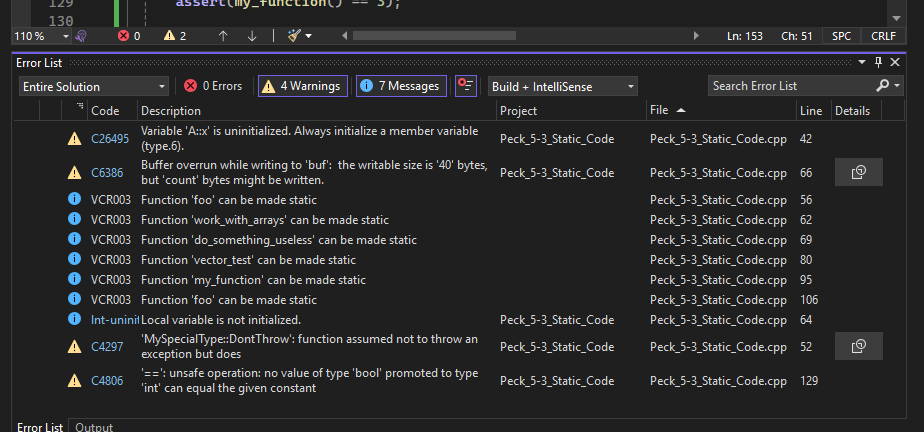 129 assert(my_function() == 3);
130
110 % 0 2 Ln: 153 Ch: 51 SPC CRLF
Error List
Entire Solution 0 Errors 4 Warnings 7 Messages Build + IntelliSense Search Error List
Code Description Project File Line Details
C26495 Variable 'A::x' is uninitialized. Always initialize a member variable
(type.6). Peck_5-3_Static_Code Peck_5-3_Static_Code.cpp 42
C6386 Buffer overrun while writing to 'buf': the writable size is '40' bytes,
but 'count' bytes might be written. Peck_5-3_Static_Code Peck_5-3_Static_Code.cpp 66
VCR003 Function 'foo' can be made static Peck_5-3_Static_Code.cpp 56
VCR003 Function 'work_with_arrays' can be made static Peck_5-3_Static_Code.cpp 62
VCR003 Function 'do_something_useless' can be made static Peck_5-3_Static_Code.cpp 69
VCR003 Function 'vector_test' can be made static Peck_5-3_Static_Code.cpp 80
VCR003 Function 'my_function' can be made static Peck_5-3_Static_Code.cpp 95
VCR003 Function 'foo' can be made static Peck_5-3_Static_Code.cpp 106
Int-uninit Local variable is not initialized. Peck_5-3_Static_Code Peck_5-3_Static_Code.cpp 64
C4297 'MySpecialType::DontThrow': function assumed not to throw an
exception but does Peck_5-3_Static_Code Peck_5-3_Static_Code.cpp 52
C4806 '==': unsafe operation: no value of type 'bool' promoted to type
'int' can equal the given constant Peck_5-3_Static_Code Peck_5-3_Static_Code.cpp 129
Error List Output